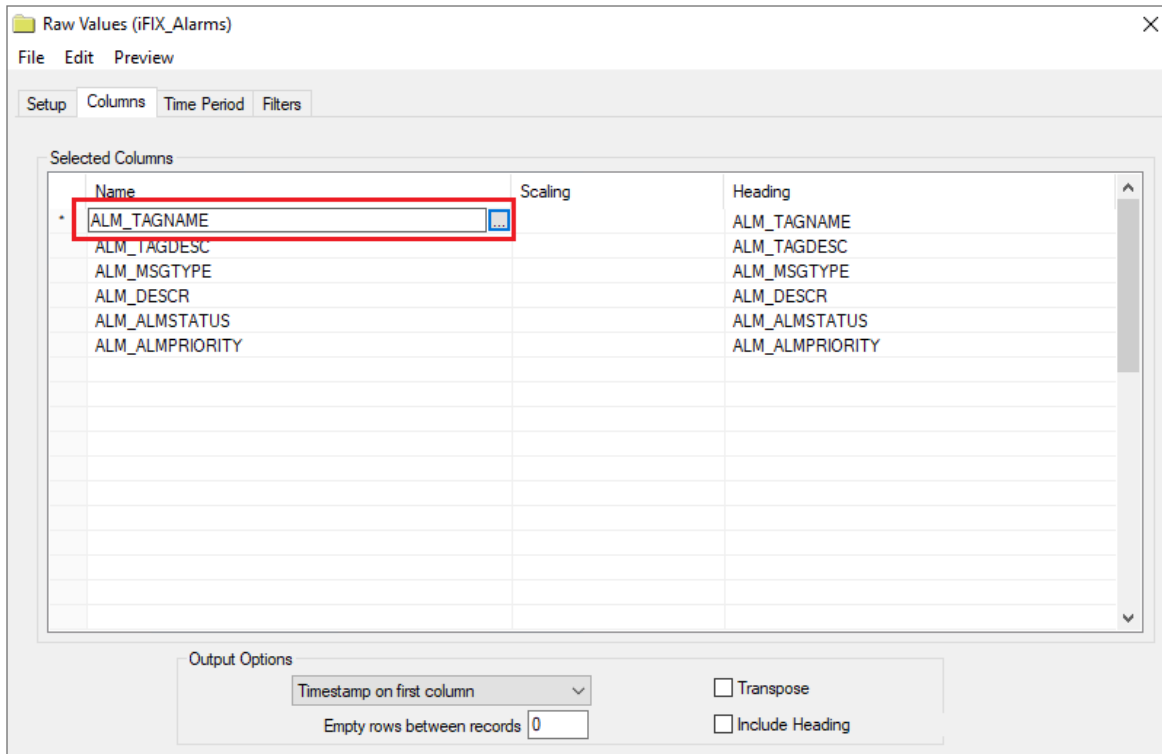 Raw Values (iFIX_Alarms)
File Edit Preview
Setup Columns Time Period Filters
Selected Columns
Name Scaling Heading
* ALM_TAGNAME ... ALM_TAGNAME
ALM_TAGDESC ALM_TAGDESC
ALM_MSGTYPE ALM_MSGTYPE
ALM_DESCR ALM_DESCR
ALM_ALMSTATUS ALM_ALMSTATUS
ALM_ALMPRIORITY ALM_ALMPRIORITY
Output Options
Timestamp on first column Transpose
Empty rows between records 0 Include Heading